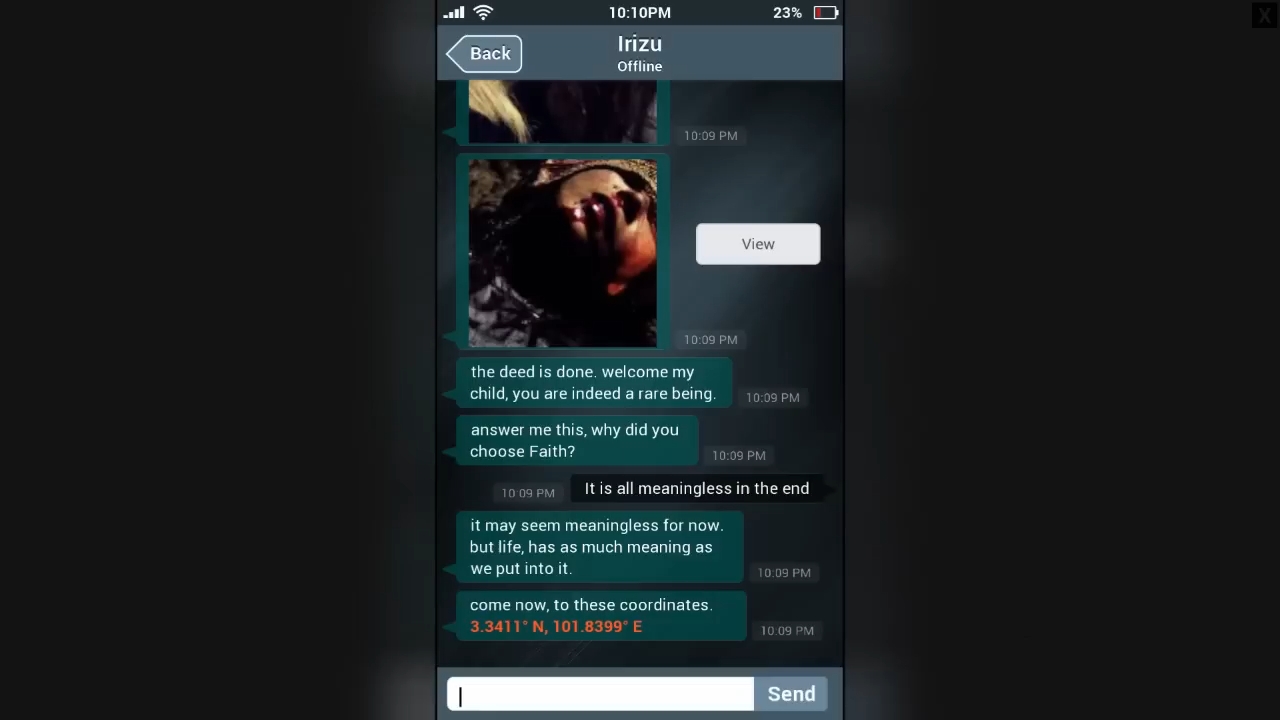 10:10PM
23%
X
Back
Irizu
Offline
10:09 PM
View
10:09 PM
the deed is done. welcome my
child, you are indeed a rare being.
10:09 PM
answer me this, why did you
choose Faith?
10:09 PM
10:09 PM
It is all meaningless in the end
it may seem meaningless for now.
but life, has as much meaning as
we put into it.
10:09 PM
come now, to these coordinates.
3.3411° N, 101.8399° E
10:09 PM
Send